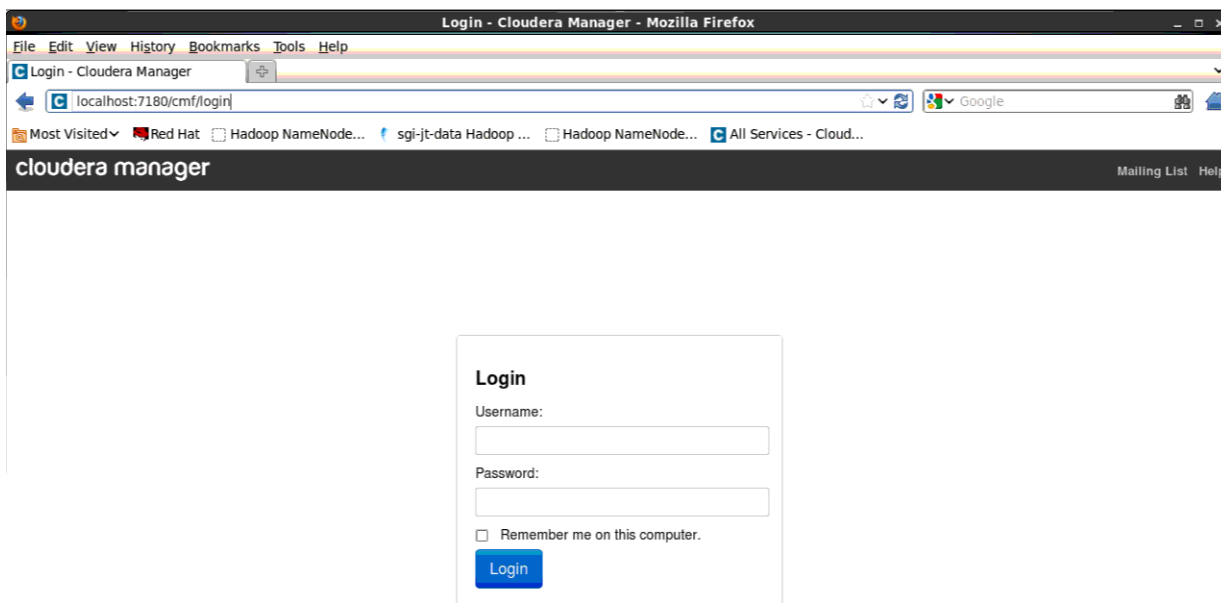 Login - Cloudera Manager - Mozilla Firefox
File Edit View History Bookmarks Tools Help
Login - Cloudera Manager
localhost:7180/cmf/login Google
Most Visited Red Hat Hadoop NameNode... sgi-jt-data Hadoop ... Hadoop NameNode... All Services - Cloud...
cloudera manager Mailing List Help
Login
Username:
Password:
Remember me on this computer.
Login